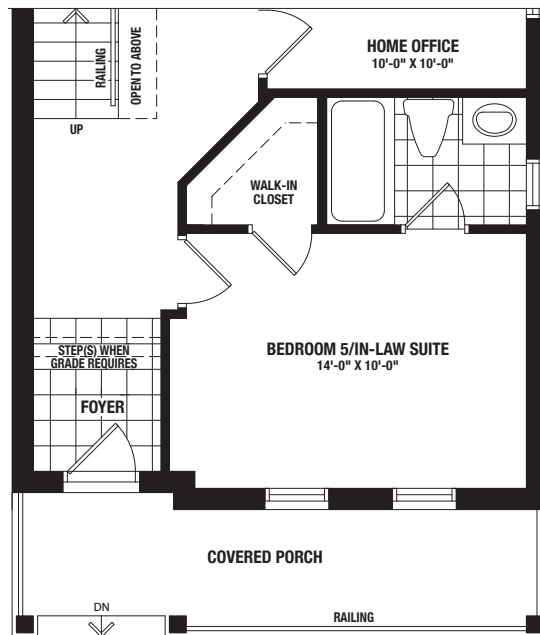 RAILING
OPEN TO ABOVE
UP
HOME OFFICE
10'-0" X 10'-0"
WALK-IN
CLOSET
BEDROOM 5/IN-LAW SUITE
14'-0" X 10'-0"
STEP(S) WHEN
GRADE REQUIRES
FOYER
COVERED PORCH
DN
RAILING